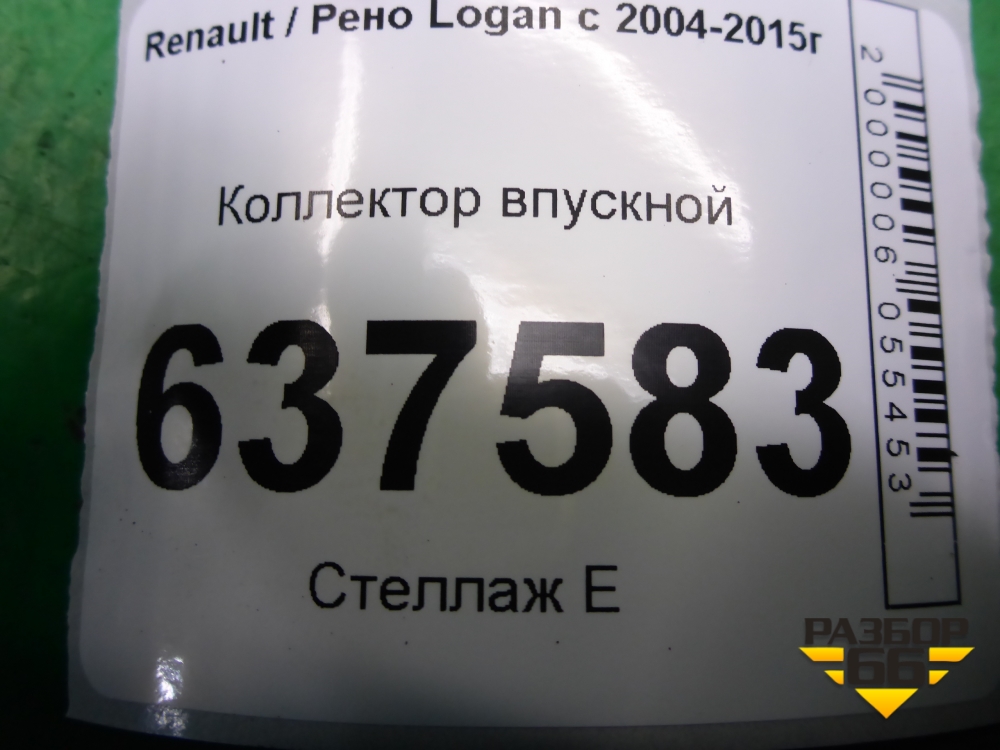 Renault / Рено Logan с 2004-2015г
Коллектор впускной
637583
Стеллаж Е
2000006055453
РАЗБОР
66